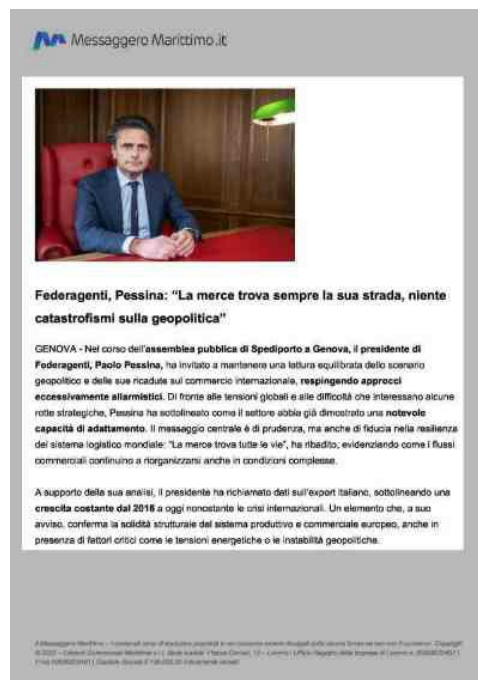 Messaggero Marittimo.it
Federagenti, Pessina: “La merce trova sempre la sua strada, niente
catastrofismi sulla geopolitica”
GENOVA - Nel corso dell'assemblea pubblica di Spediporto a Genova, il presidente di
Federagenti, Paolo Pessina, ha invitato a mantenere una lettura equilibrata dello scenario
geopolitico e delle sue ricadute sul commercio internazionale, respingendo approcci
eccessivamente allarmistici. Di fronte alle tensioni globali e alle difficoltà che interessano alcune
rotte strategiche, Pessina ha sottolineato come il settore abbia già dimostrato una notevole
capacità di adattamento. Il messaggio centrale è di prudenza, ma anche di fiducia nella resilienza
del sistema logistico mondiale: “La merce trova tutte le vie”, ha ribadito, evidenziando come i flussi
commerciali continuino a riorganizzarsi anche in condizioni complesse.
A supporto della sua analisi, il presidente ha richiamato dati sull'export italiano, sottolineando una
crescita costante dal 2016 a oggi nonostante le crisi internazionali. Un elemento che, a suo
avviso, conferma la solidità strutturale del sistema produttivo e commerciale europeo, anche in
presenza di fattori critici come le tensioni energetiche o le instabilità geopolitiche.